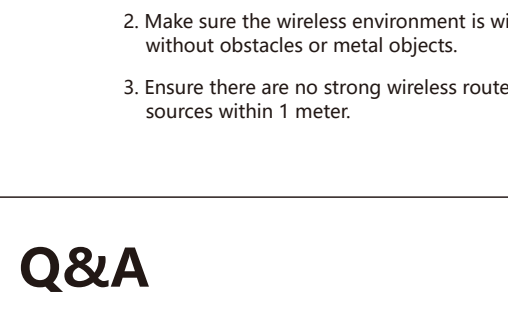 2. Make sure the wireless environment is
without obstacles or metal objects.
3. Ensure there are no strong wireless
sources within 1 meter.
Q&A